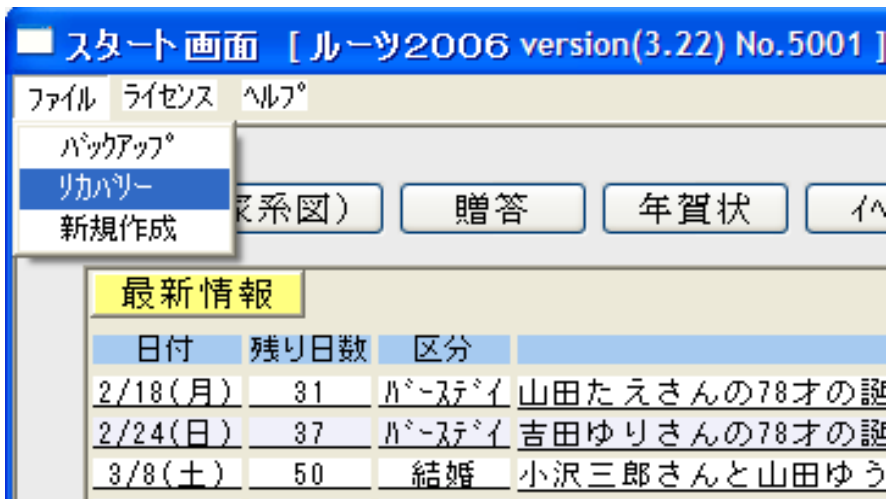 スタート画面 [ ルーツ2006 version(3.22) No.5001 ]
ファイル ライセンス ヘルプ
バックアップ
リカバリー
新規作成
系図) 贈答 年賀状 イベ
最新情報
日付 残り日数 区分
2/18(月) 31 バースデイ 山田たえさんの78才の誕
2/24(日) 37 バースデイ 吉田ゆりさんの78才の誕
3/8(土) 50 結婚 小沢三郎さんと山田ゆう